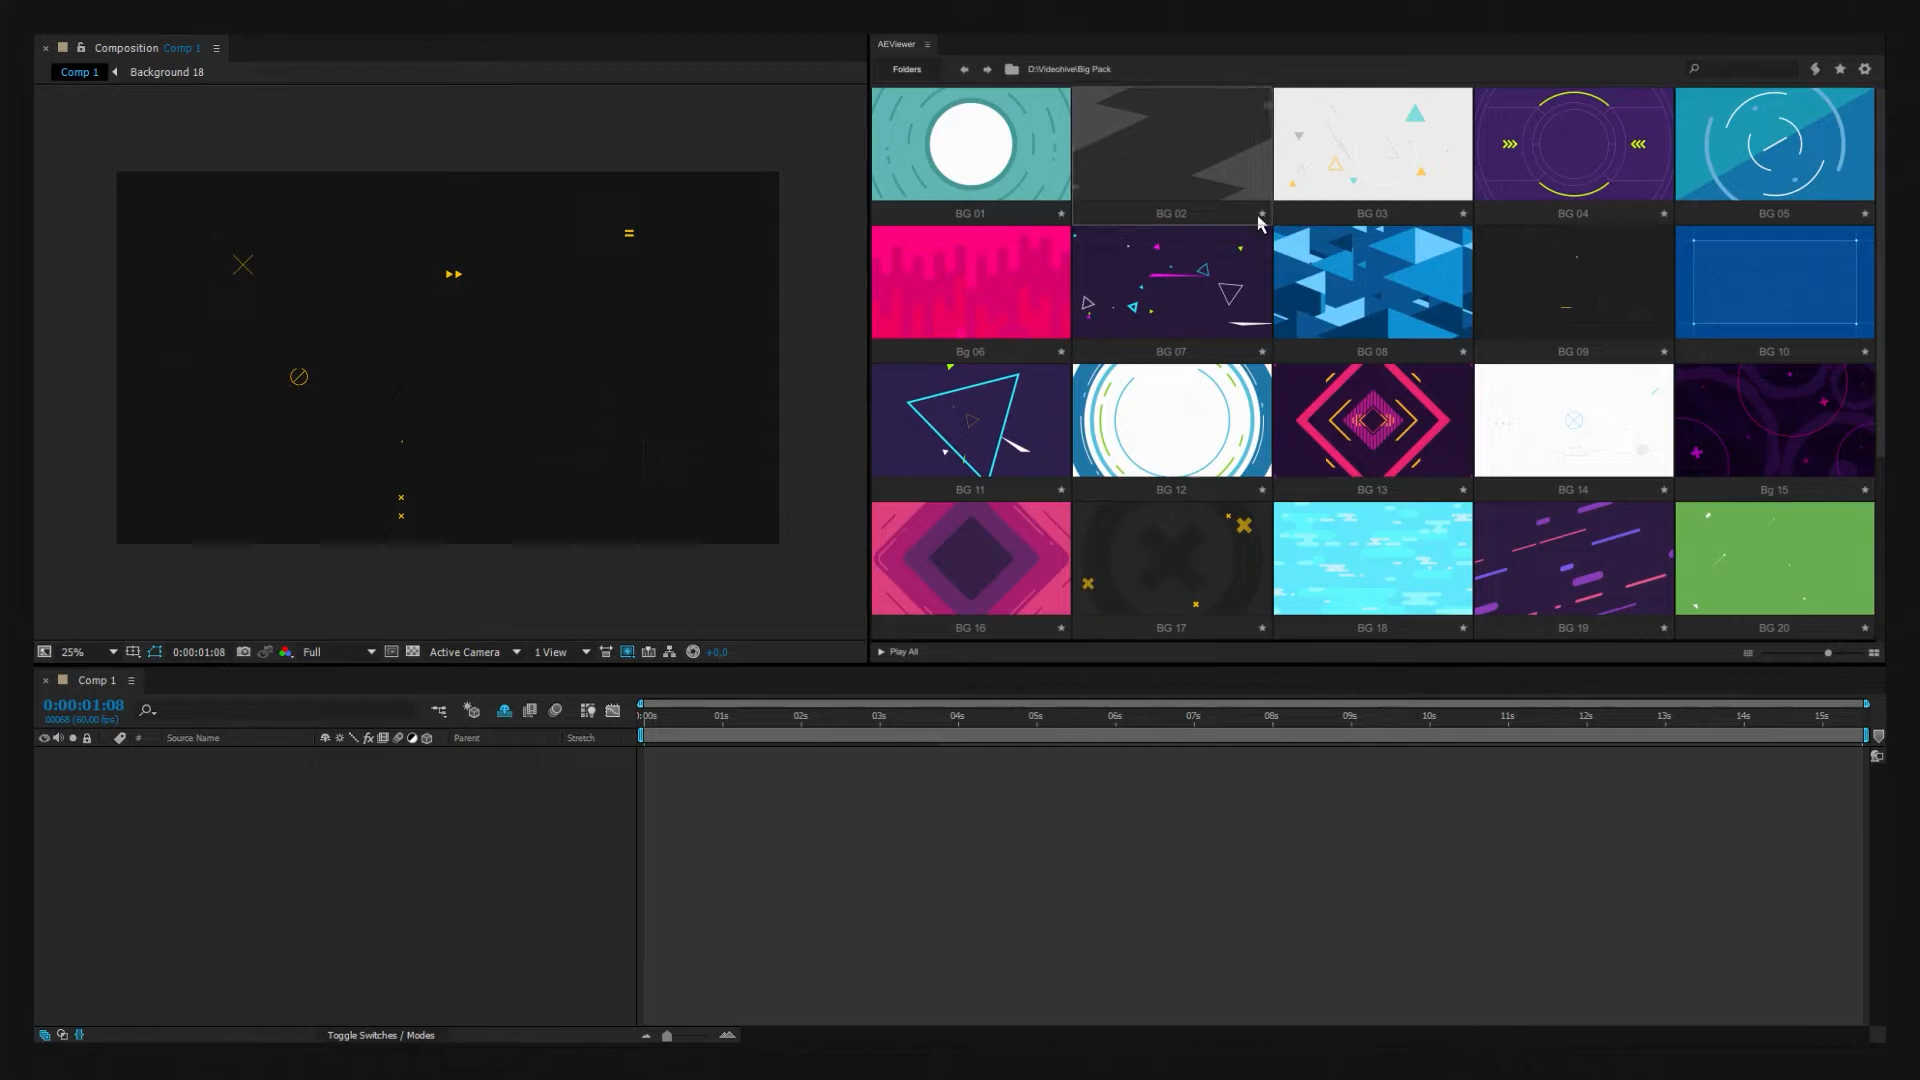 Composition Comp 1
Comp 1 Background 18
AEViewer
Folders D:\Videohive\Big Pack
BG 01 BG 02 BG 03 BG 04 BG 05
Bg 06 BG 07 BG 08 BG 09 BG 10
BG 11 BG 12 BG 13 BG 14 Bg 15
BG 16 BG 17 BG 18 BG 19 BG 20
25% 0:00:01:08 Full Active Camera 1 View +0,0
Play All
Comp 1
0:00:01:08
00068 (60.00 fps)
):00s 01s 02s 03s 04s 05s 06s 07s 08s 09s 10s 11s 12s 13s 14s 15s
# Source Name fx Parent Stretch
Toggle Switches / Modes